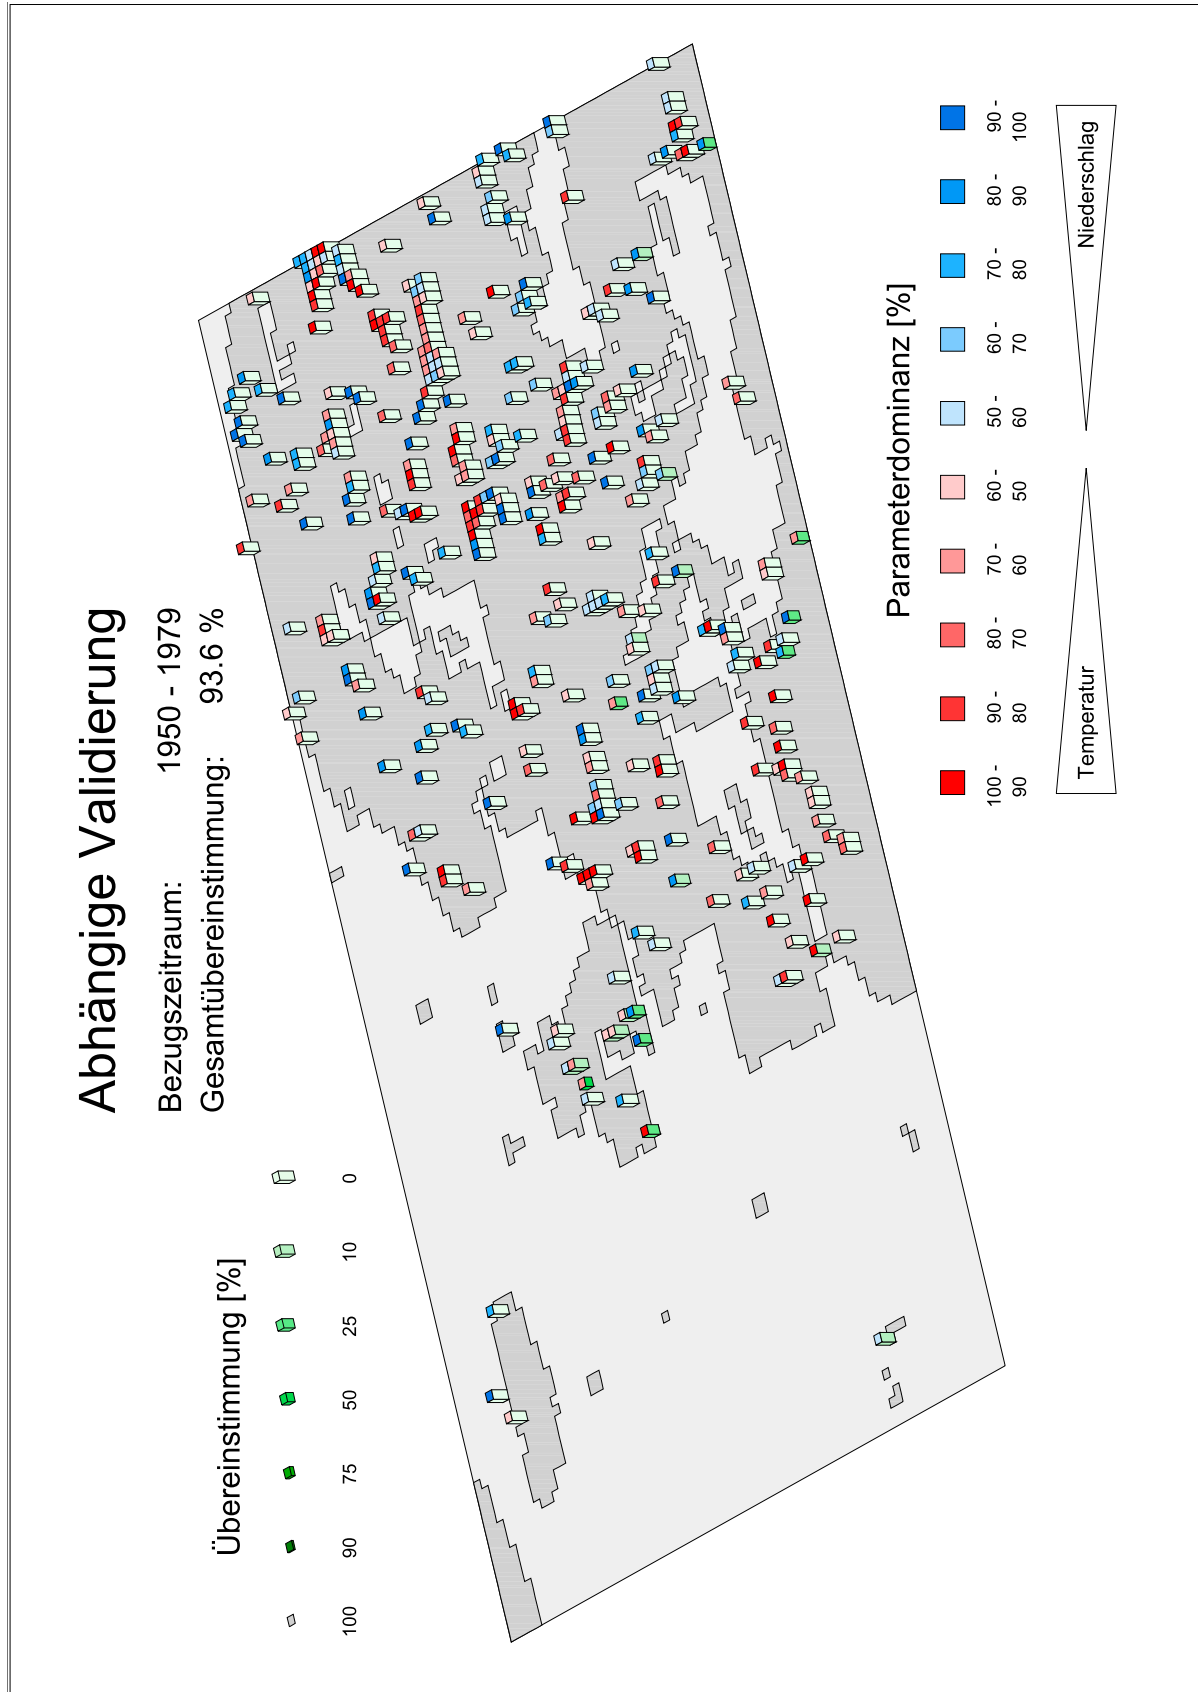 Abhängige Validierung
Bezugszeitraum: 1950 - 1979
Gesamtübereinstimmung: 93.6 %
Übereinstimmung [%]
100 90 75 50 25 10 0
Parameterdominanz [%]
100 - 90 - 80 - 70 - 60 - 50 - 60 - 70 - 80 - 90 -
90 80 70 60 50 60 70 80 90 100
Temperatur Niederschlag